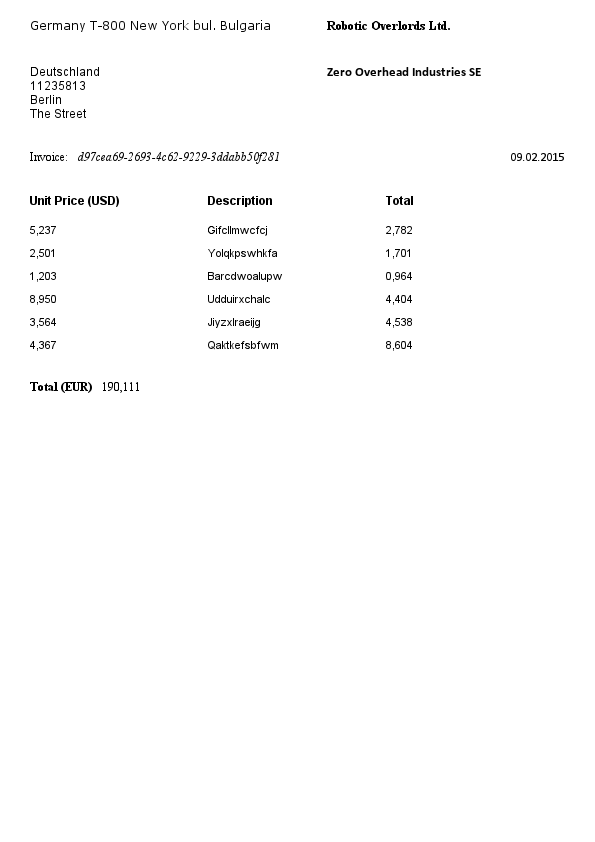 Germany T-800 New York bul. Bulgaria Robotic Overlords Ltd.
Deutschland Zero Overhead Industries SE
11235813
Berlin
The Street
Invoice: d97cea69-2693-4c62-9229-3ddabb50f281 09.02.2015
Unit Price (USD) Description Total
5,237 Gifcllmwcfcj 2,782
2,501 Yolqkpswhkfa 1,701
1,203 Barcdwoalupw 0,964
8,950 Udduirxchalc 4,404
3,564 Jiyzxlraeijg 4,538
4,367 Qaktkefsbfwm 8,604
Total (EUR) 190,111